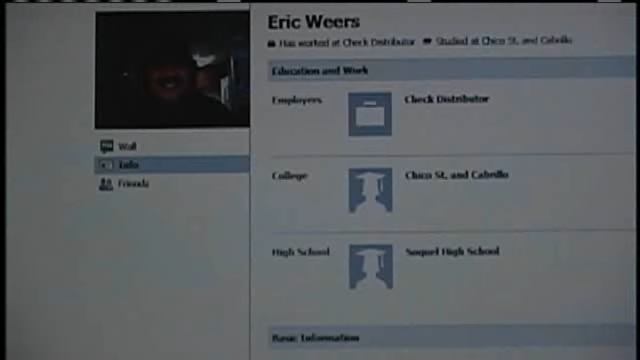 Eric Weers
Has worked at Check Distributor Studied at Chico St, and Cabrillo
Education and Work
Employers
Check Distributor
Wall
Info
Friends
College
Chico St, and Cabrillo
High School
Soquel High School
Basic Information